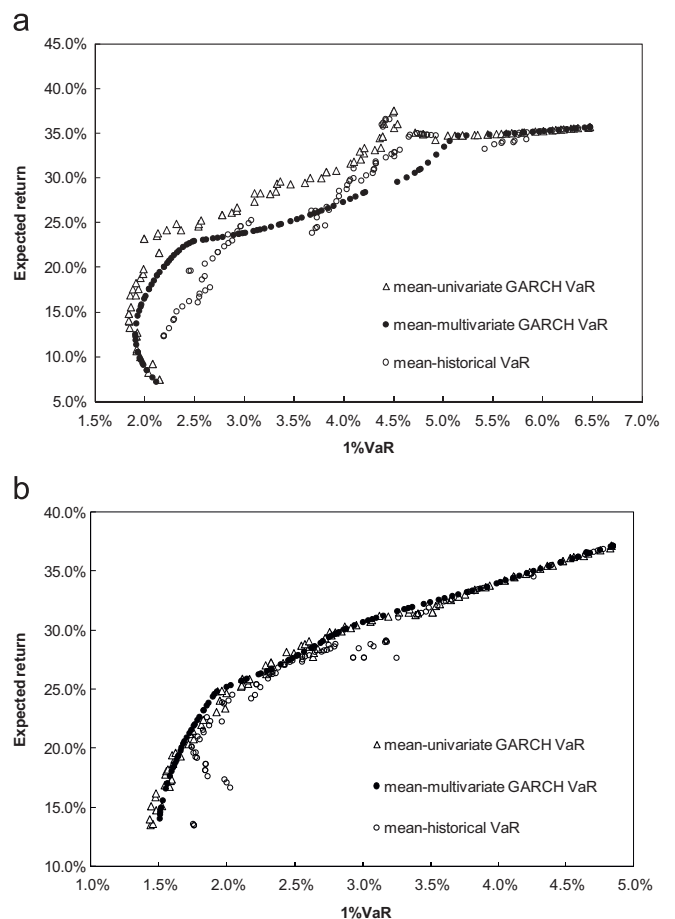 a
45.0%
40.0%
35.0%
30.0%
25.0%
20.0%
15.0%
10.0%
5.0%
Expected return
mean-univariate GARCH VaR
mean-multivariate GARCH VaR
mean-historical VaR
1.5% 2.0% 2.5% 3.0% 3.5% 4.0% 4.5% 5.0% 5.5% 6.0% 6.5% 7.0%
1%VaR
b
40.0%
35.0%
30.0%
25.0%
20.0%
15.0%
10.0%
Expected return
mean-univariate GARCH VaR
mean-multivariate GARCH VaR
mean-historical VaR
1.0% 1.5% 2.0% 2.5% 3.0% 3.5% 4.0% 4.5% 5.0%
1%VaR